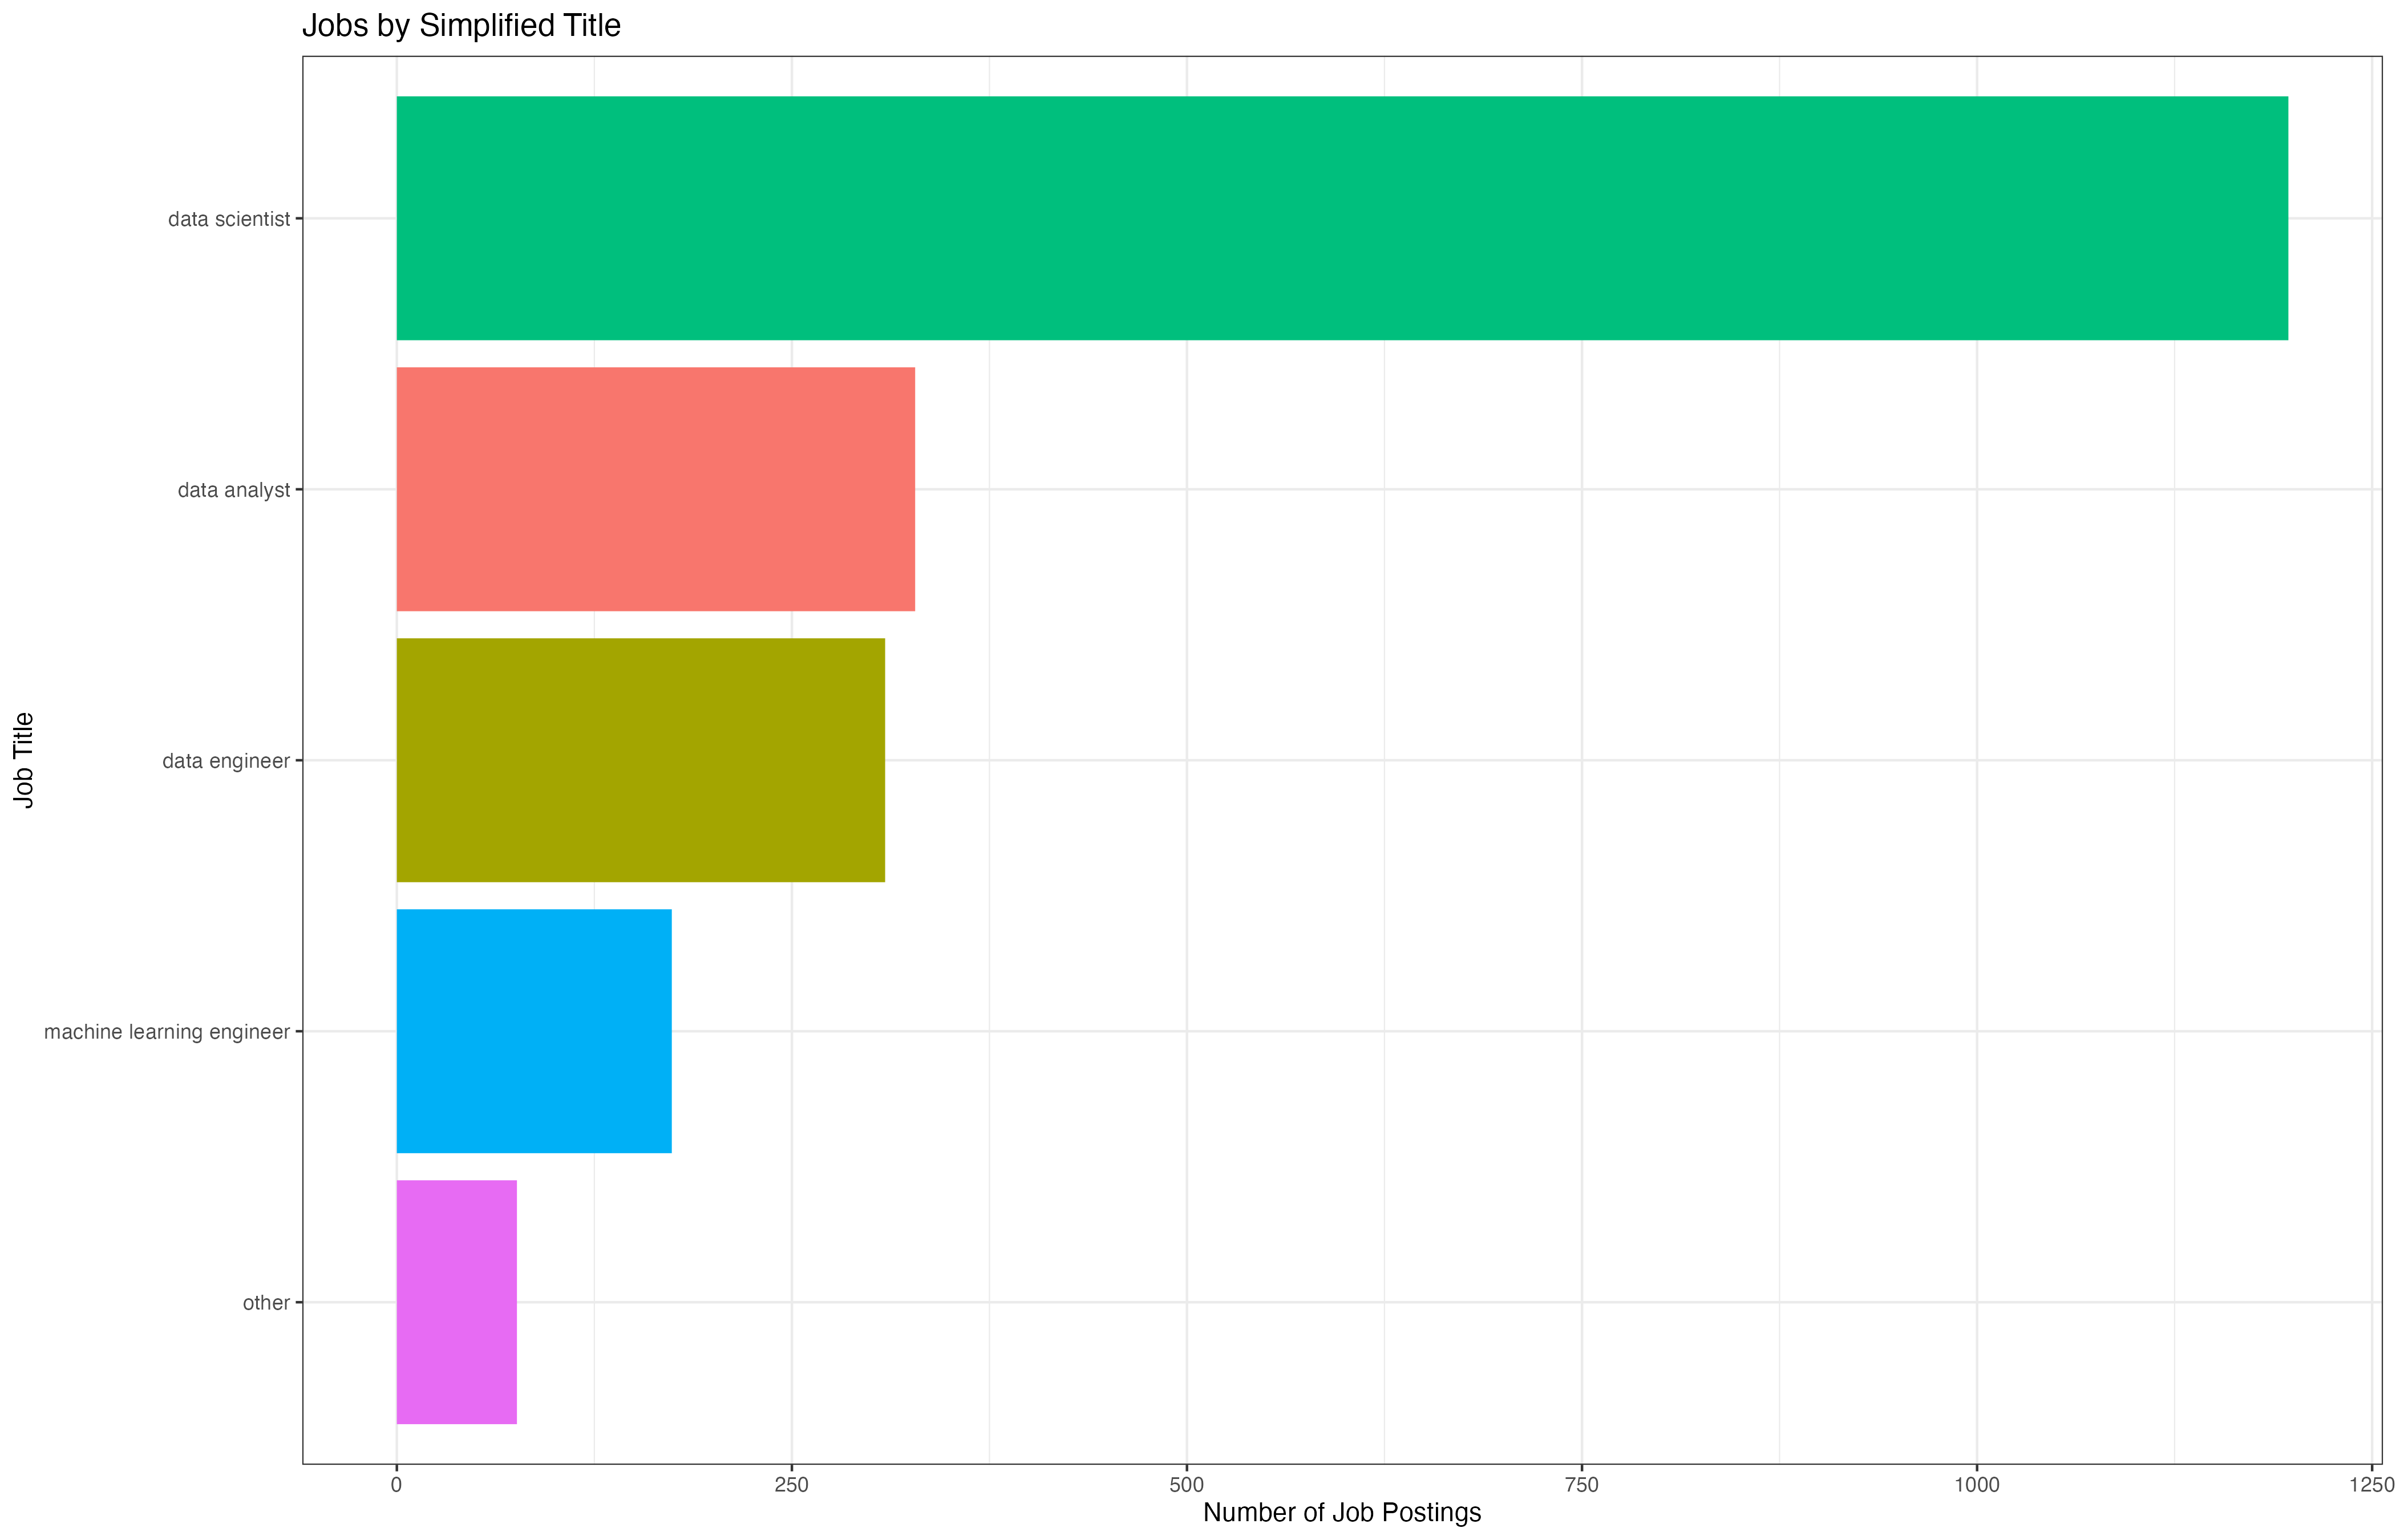 Jobs by Simplified Title
data scientist
data analyst
data engineer
machine learning engineer
other
Job Title
0 250 500 750 1000 1250
Number of Job Postings